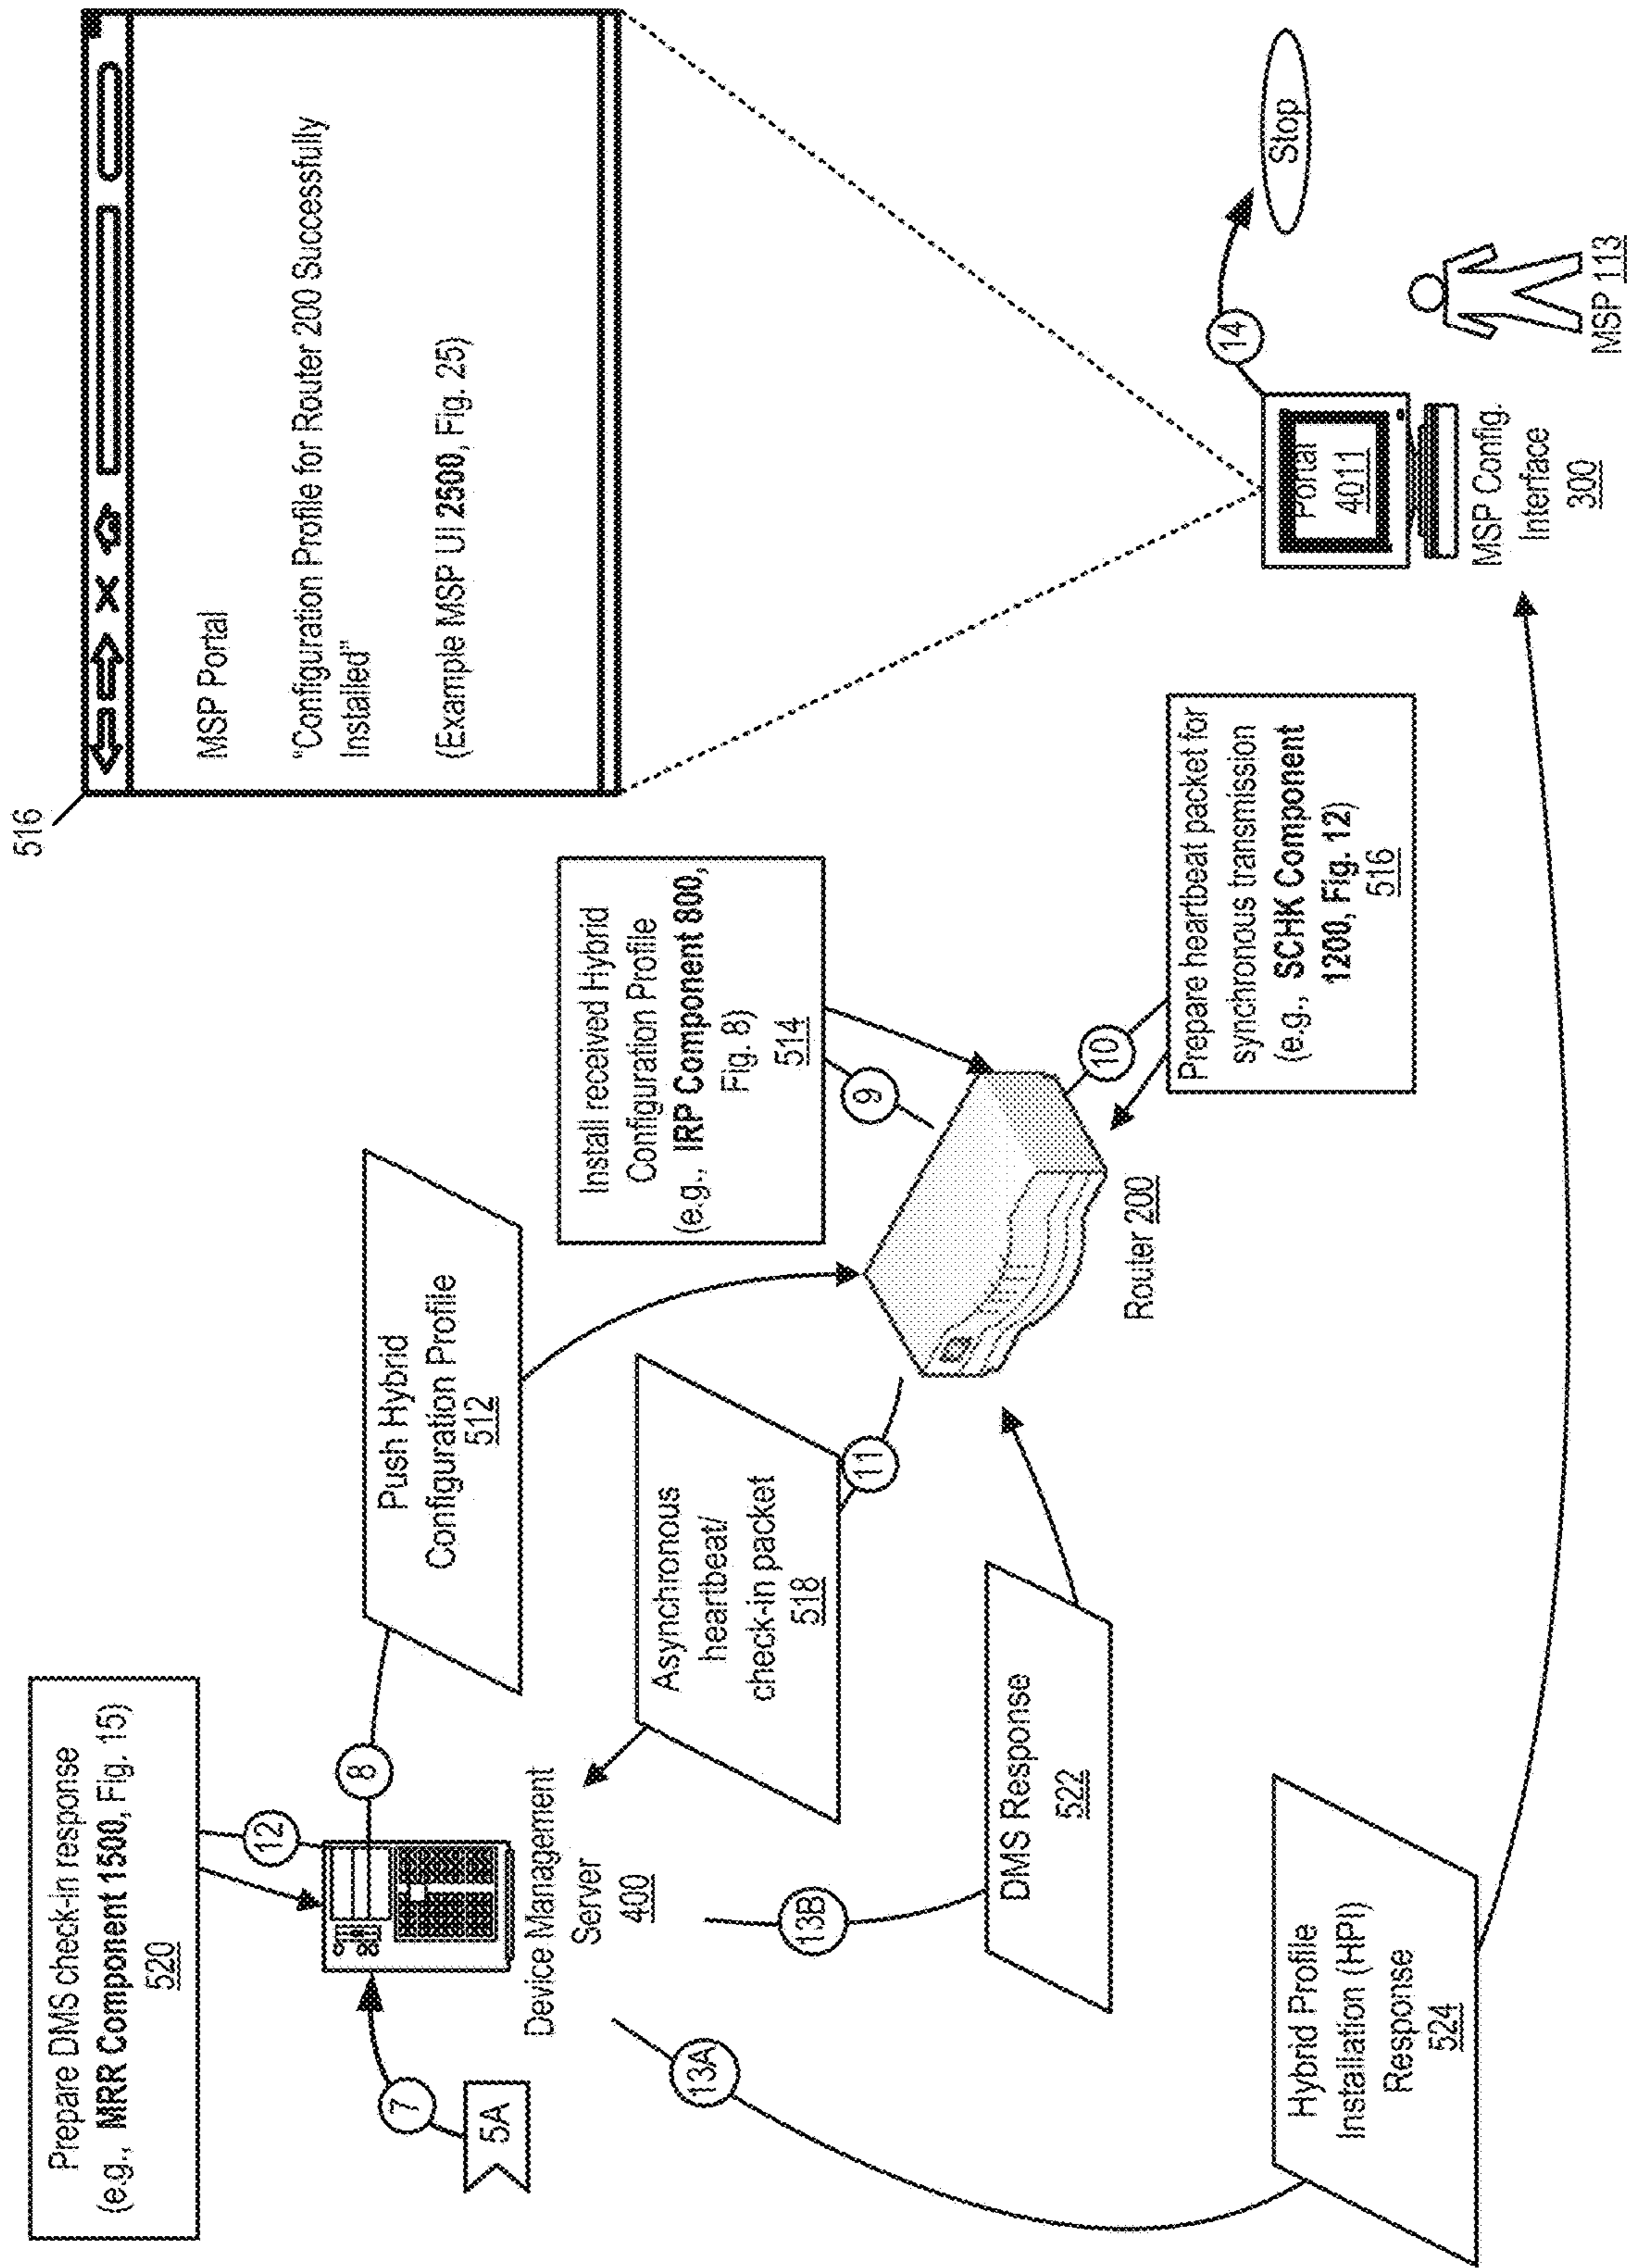 Prepare DMS check-in response
(e.g., MRR Component 1500, Fig. 15)
520
12
7
5A
8
Device Management
Server
400
Push Hybrid
Configuration Profile
512
Asynchronous
heartbeat/
check-in packet
518
11
13B
DMS Response
522
13A
Hybrid Profile
Installation (HPI)
Response
524
Install received Hybrid
Configuration Profile
(e.g., IRP Component 800,
Fig. 8)
514
9
Router 200
10
Prepare heartbeat packet for
synchronous transmission
(e.g., SCHK Component
1200, Fig. 12)
516
516
X
MSP Portal
"Configuration Profile for Router 200 Successfully
Installed"
(Example MSP UI 2500, Fig. 25)
Portal
4011
MSP Config.
Interface
300
14
Stop
MSP 113